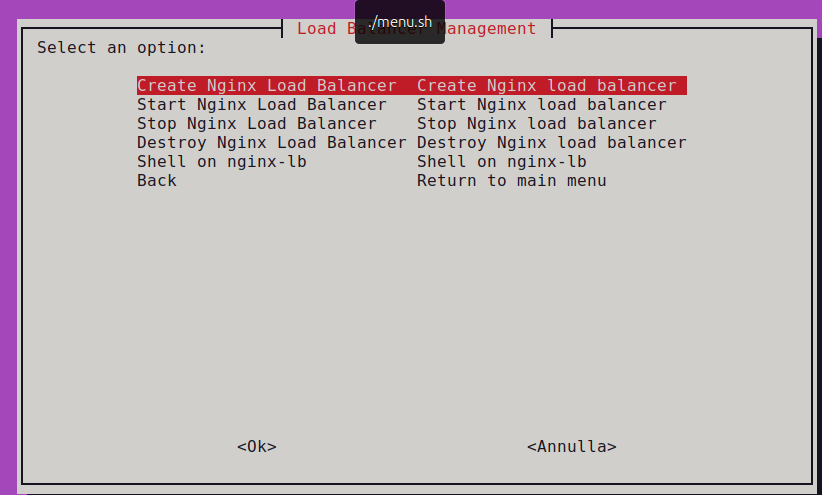 ./menu.sh
Load Balancer Management
Select an option:
Create Nginx Load Balancer Create Nginx load balancer
Start Nginx Load Balancer Start Nginx load balancer
Stop Nginx Load Balancer Stop Nginx load balancer
Destroy Nginx Load Balancer Destroy Nginx load balancer
Shell on nginx-lb Shell on nginx-lb
Back Return to main menu
<Ok> <Annulla>